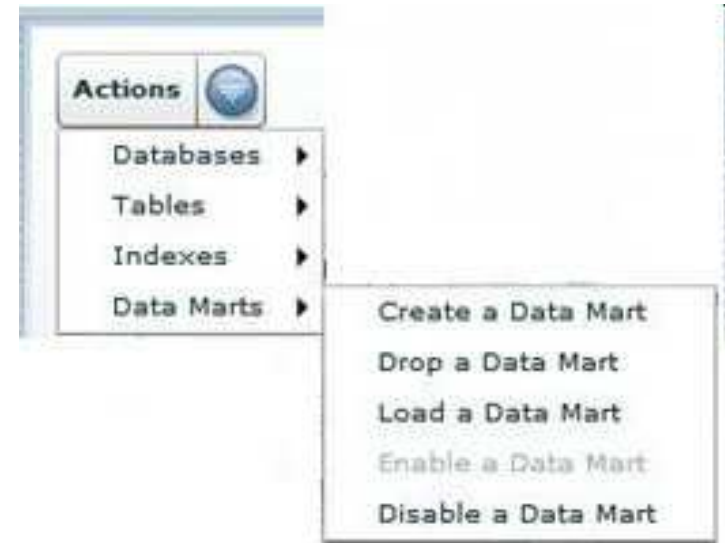 Actions
Databases
Tables
Indexes
Data Marts
Create a Data Mart
Drop a Data Mart
Load a Data Mart
Enable a Data Mart
Disable a Data Mart